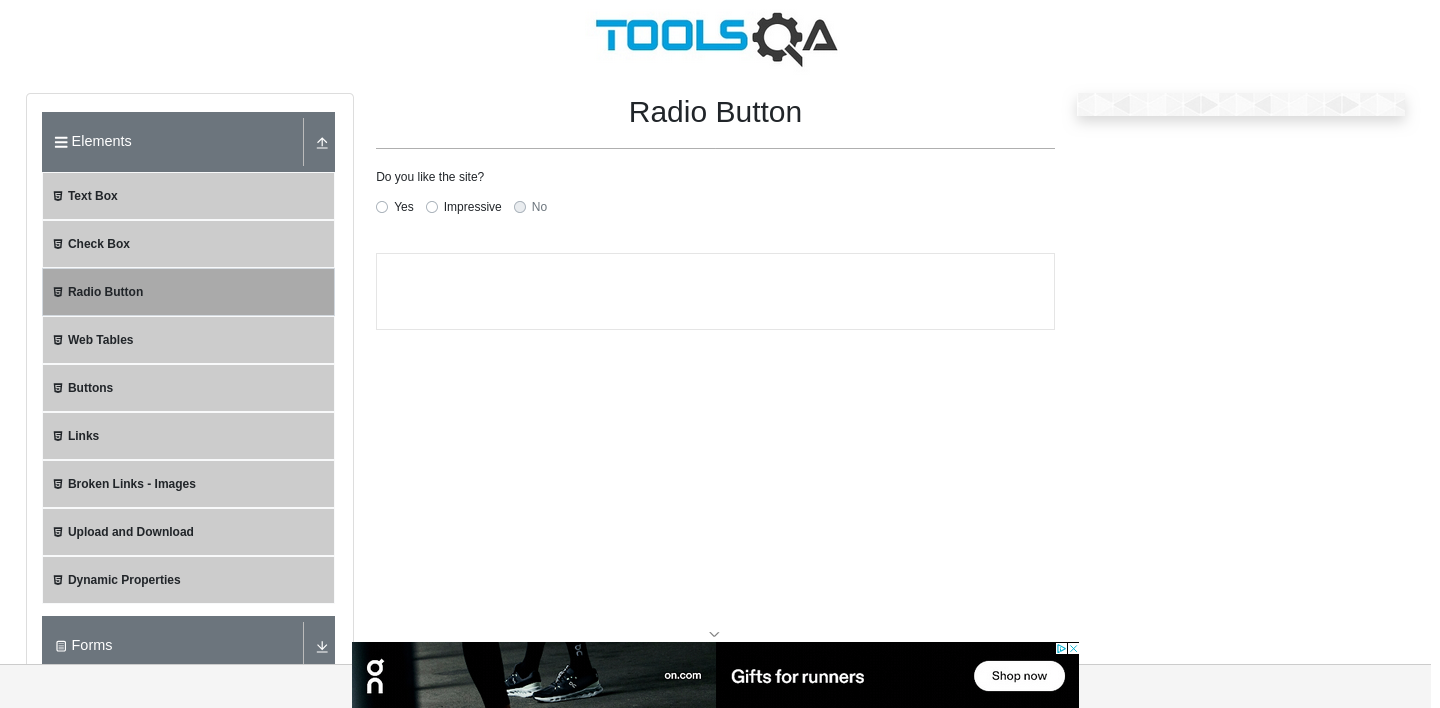 TOOLSQA
Elements
Text Box
Check Box
Radio Button
Web Tables
Buttons
Links
Broken Links - Images
Upload and Download
Dynamic Properties
Forms
Radio Button
Do you like the site?
Yes Impressive No
on
on.com
Gifts for runners
Shop now